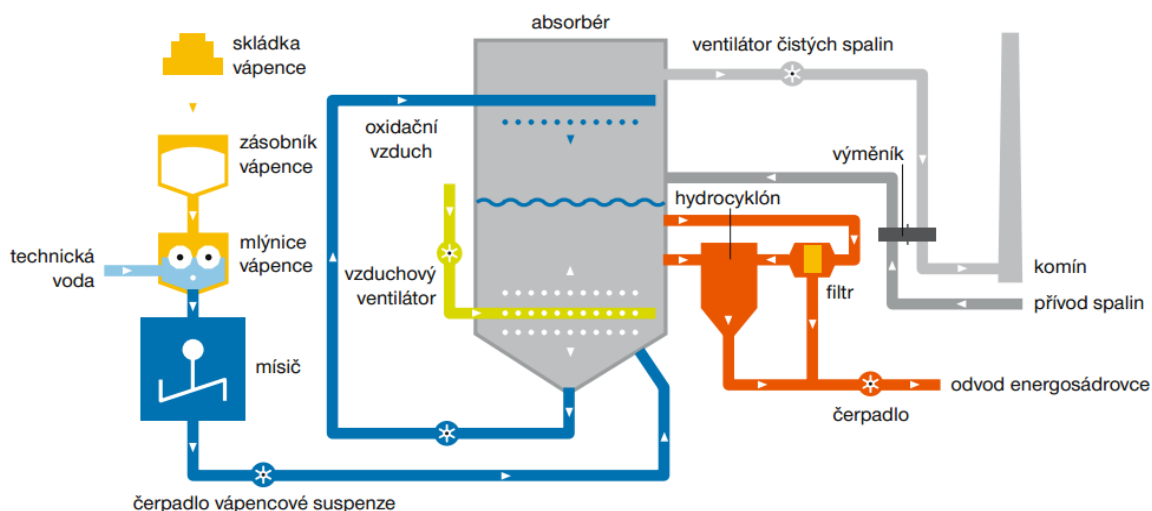 absorbér
skládka
vápence
ventilátor čistých spalin
oxidační
vzduch
zásobník
vápence
výměník
hydrocyklón
technická
voda
mlýnice
vápence
vzduchový
ventilátor
filtr
komín
přívod spalin
mísič
odvod energosádrovce
čerpadlo
čerpadlo vápencové suspenze